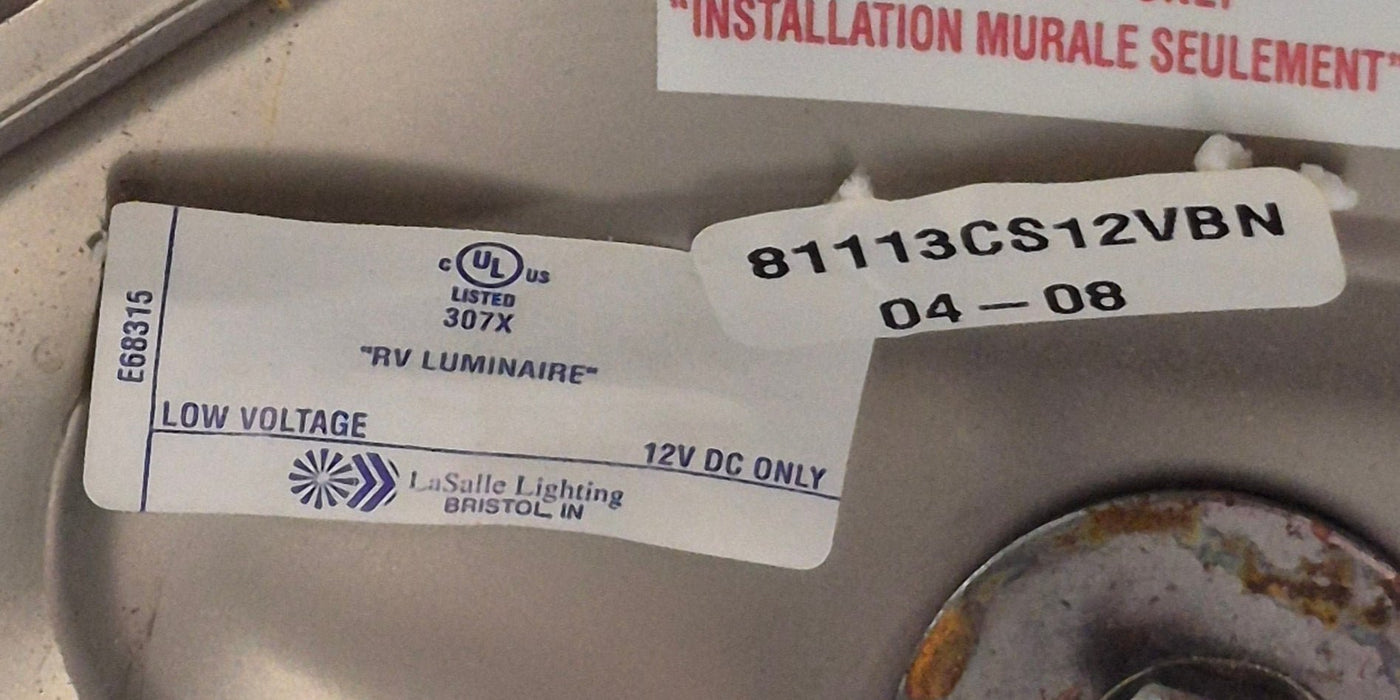 "INSTALLATION MURALE SEULEMENT"
81113CS12VBN
04 - 08
E68315
C UL US
LISTED
307X
"RV LUMINAIRE"
LOW VOLTAGE
12V DC ONLY
LaSalle Lighting
BRISTOL, IN